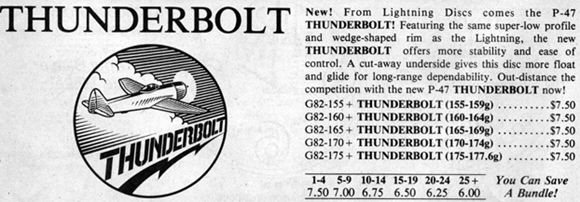 THUNDERBOLT
THUNDERBOLT
New! From Lightning Discs comes the P-47
THUNDERBOLT! Featuring the same super-low profile
and wedge-shaped rim as the Lightning, the new
THUNDERBOLT offers more stability and ease of
control. A cut-away underside gives this disc more float
and glide for long-range dependability. Out-distance the
competition with the new P-47 THUNDERBOLT now!
G82-155+ THUNDERBOLT (155-159g) ..........$7.50
G82-160+ THUNDERBOLT (160-164g) ..........$7.50
G82-165+ THUNDERBOLT (165-169g) ..........$7.50
G82-170+ THUNDERBOLT (170-174g) ..........$7.50
G82-175+ THUNDERBOLT (175-177.6g) ........$7.50
1-4 5-9 10-14 15-19 20-24 25+ You Can Save
7.50 7.00 6.75 6.50 6.25 6.00 A Bundle!